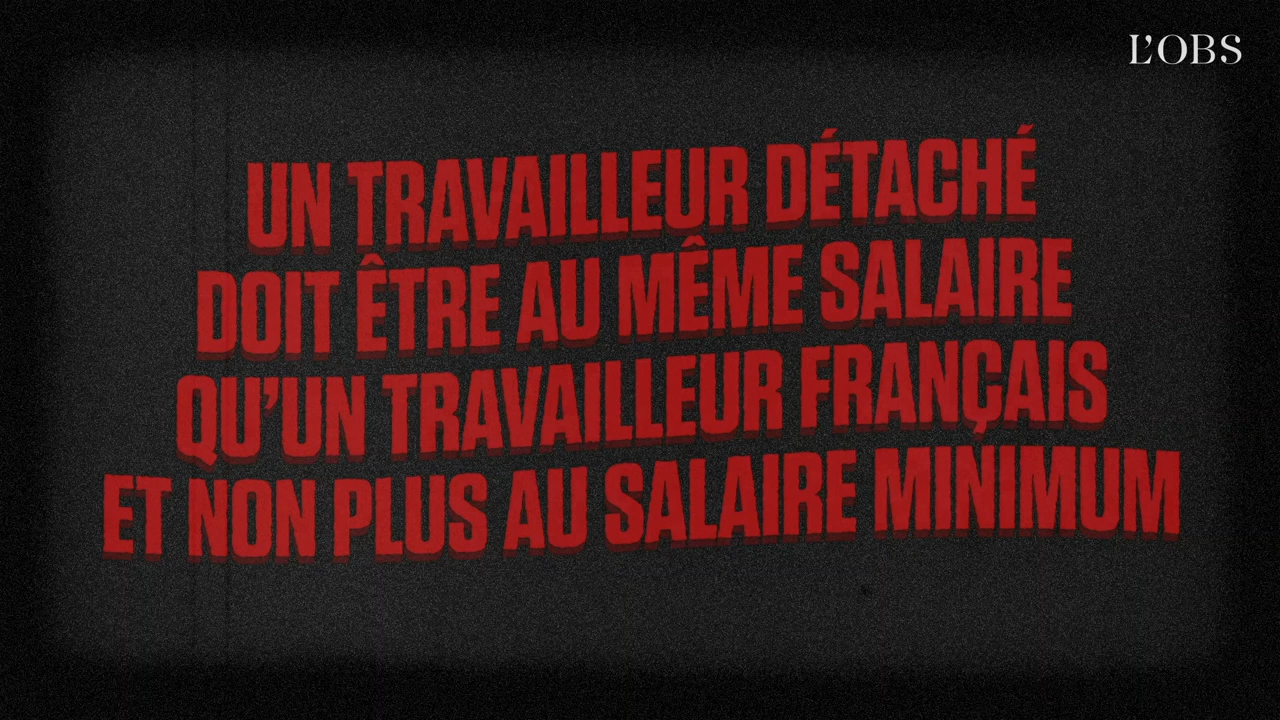 L'OBS
UN TRAVAILLEUR DÉTACHÉ
DOIT ÊTRE AU MÊME SALAIRE
QU'UN TRAVAILLEUR FRANÇAIS
ET NON PLUS AU SALAIRE MINIMUM